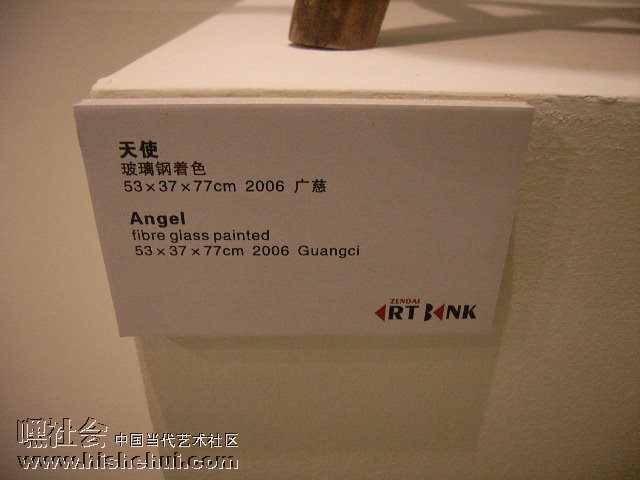 天使
玻璃钢着色
53×37×77cm 2006 广慈
Angel
fibre glass painted
53×37×77cm 2006 Guangci
ZENDAI
ART BANK
嘿社会 中国当代艺术社区
www.hishehui.com